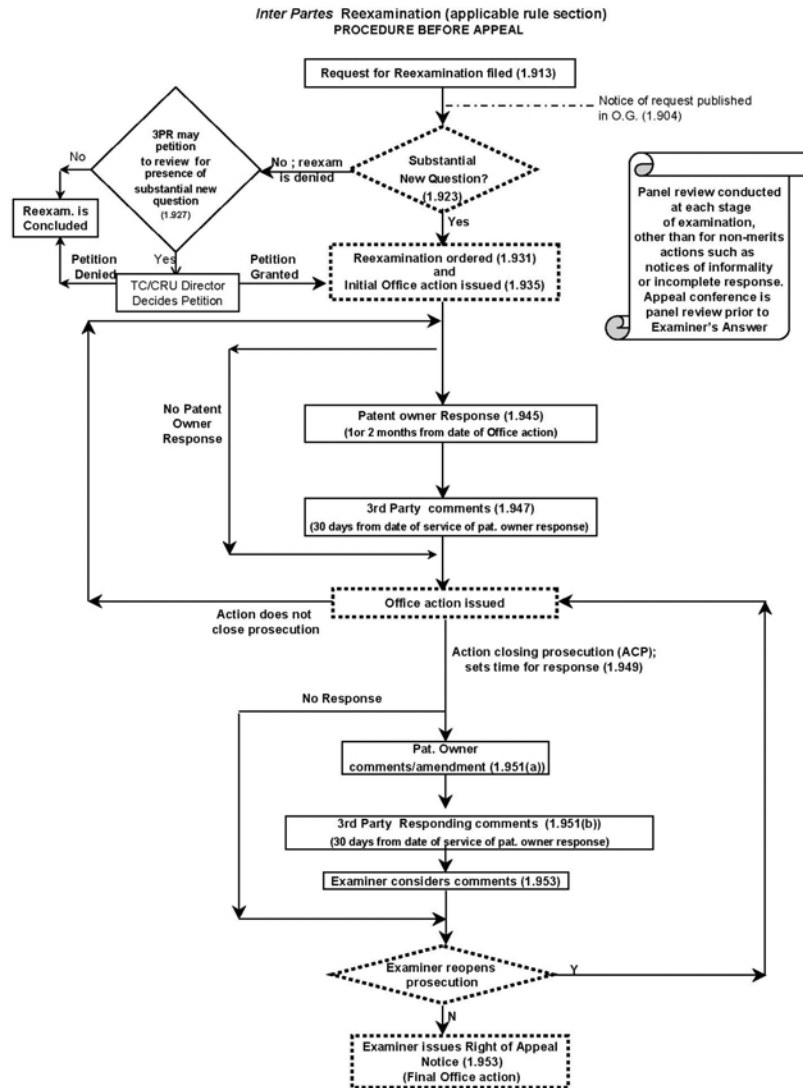 Inter Partes Reexamination (applicable rule section)
PROCEDURE BEFORE APPEAL
Request for Reexamination filed (1.913)
Notice of request published
in O.G. (1.904)
3PR may
petition
to review for
presence of
substantial new
question
(1.927)
No
No ; reexam
is denied
Substantial
New Question?
(1.923)
Yes
Reexam. is
Concluded
Petition
Denied
Yes
TC/CRU Director
Decides Petition
Petition
Granted
Reexamination ordered (1.931)
and
Initial Office action issued (1.935)
Panel review conducted
at each stage
of examination,
other than for non-merits
actions such as
notices of informality
or incomplete response.
Appeal conference is
panel review prior to
Examiner's Answer
No Patent
Owner
Response
Patent owner Response (1.945)
(1or 2 months from date of Office action)
3rd Party comments (1.947)
(30 days from date of service of pat. owner response)
Office action issued
Action does not
close prosecution
Action closing prosecution (ACP);
sets time for response (1.949)
No Response
Pat. Owner
comments/amendment (1.951(a))
3rd Party Responding comments (1.951(b))
(30 days from date of service of pat. owner response)
Examiner considers comments (1.953)
Examiner reopens
prosecution
Y
N
Examiner issues Right of Appeal
Notice (1.953)
(Final Office action)